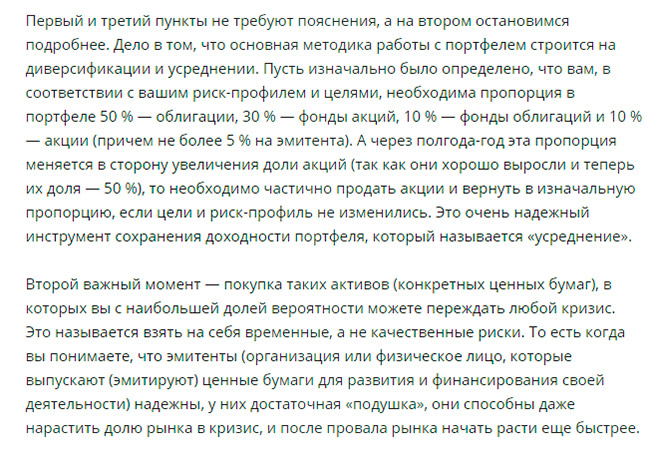 Первый и третий пункты не требуют пояснения, а на втором остановимся
подробнее. Дело в том, что основная методика работы с портфелем строится на
диверсификации и усреднении. Пусть изначально было определено, что вам, в
соответствии с вашим риск-профилем и целями, необходима пропорция в
портфеле 50 % — облигации, 30 % — фонды акций, 10 % — фонды облигаций и 10 %
— акции (причем не более 5 % на эмитента). А через полгода-год эта пропорция
меняется в сторону увеличения доли акций (так как они хорошо выросли и теперь
их доля — 50 %), то необходимо частично продать акции и вернуть в изначальную
пропорцию, если цели и риск-профиль не изменились. Это очень надежный
инструмент сохранения доходности портфеля, который называется «усреднение».
Второй важный момент — покупка таких активов (конкретных ценных бумаг), в
которых вы с наибольшей долей вероятности можете переждать любой кризис.
Это называется взять на себя временные, а не качественные риски. То есть когда
вы понимаете, что эмитенты (организация или физическое лицо, которые
выпускают (эмитируют) ценные бумаги для развития и финансирования своей
деятельности) надежны, у них достаточная «подушка», они способны даже
нарастить долю рынка в кризис, и после провала рынка начать расти еще быстрее.